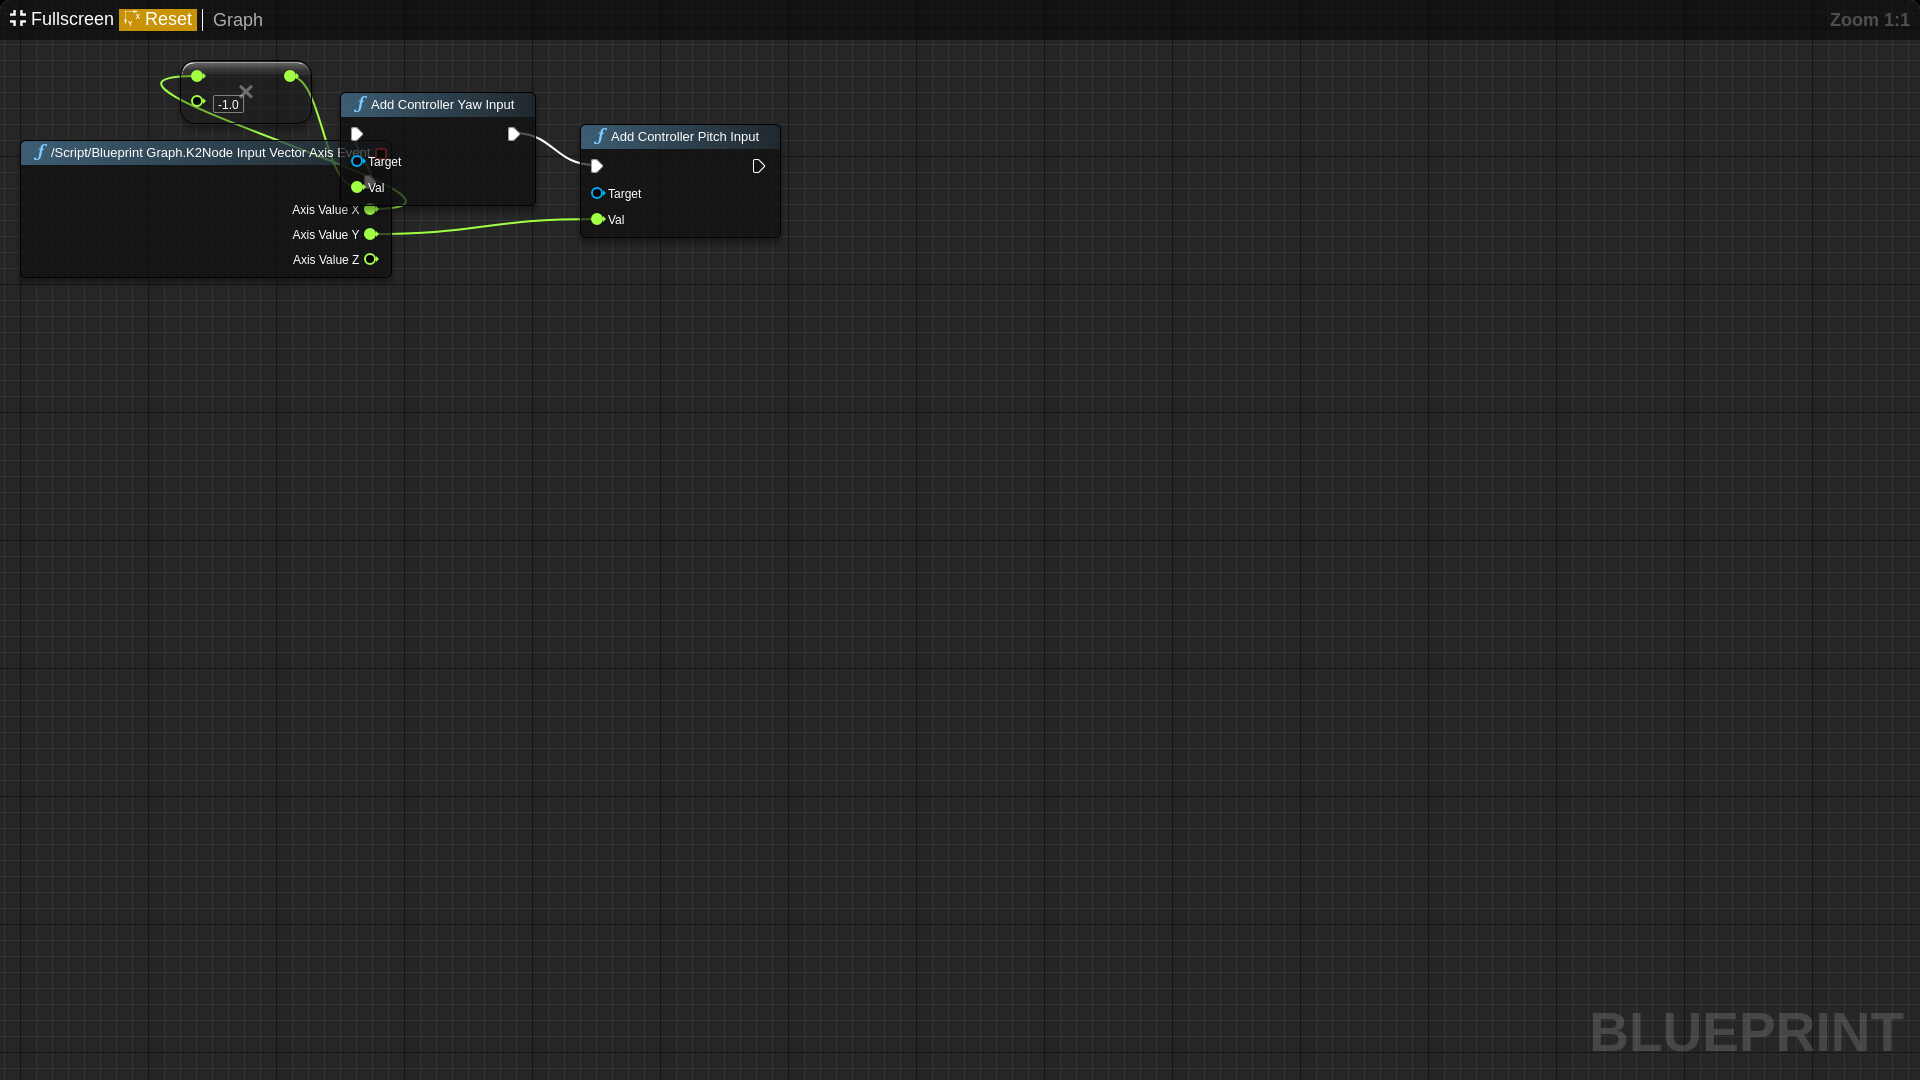 Fullscreen Reset Graph Zoom 1:1
-1.0
Add Controller Yaw Input
Target
Val
Add Controller Pitch Input
Target
Val
/Script/Blueprint Graph.K2Node Input Vector Axis Event
Axis Value X
Axis Value Y
Axis Value Z
BLUEPRINT